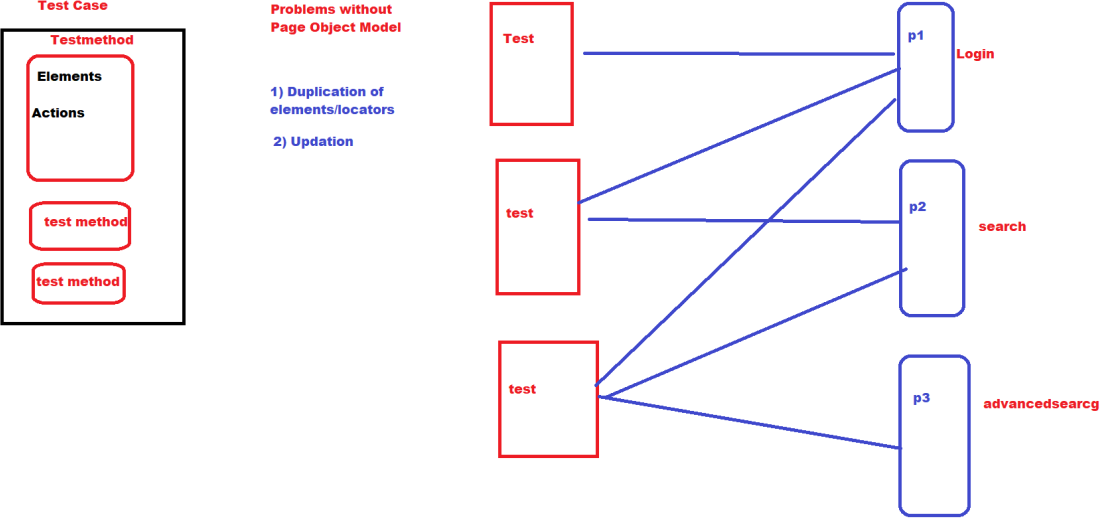 Test Case
Testmethod
Elements
Actions
test method
test method
Problems without
Page Object Model
1) Duplication of
elements/locators
2) Updation
Test
test
test
p1
Login
p2
search
p3
advancedsearcg